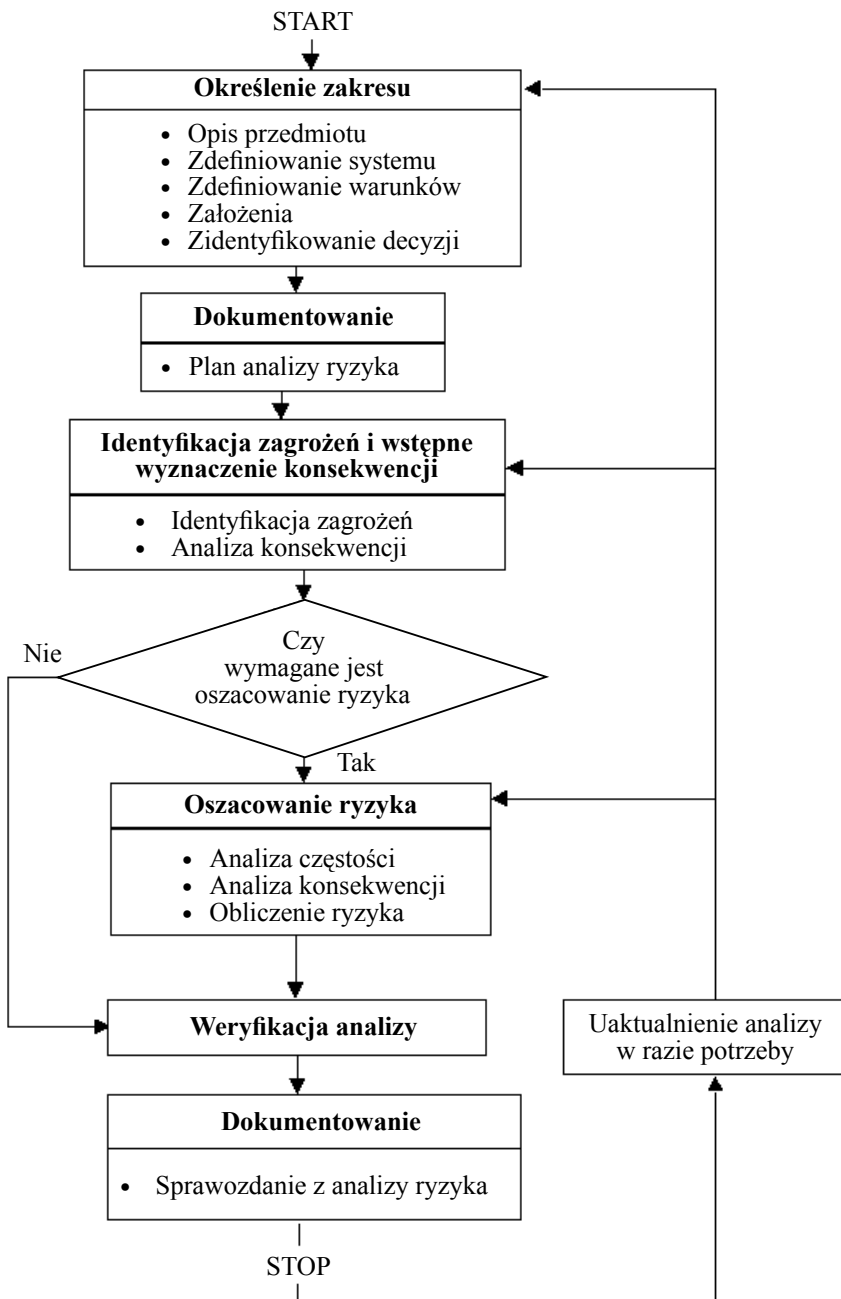 START
Określenie zakresu
• Opis przedmiotu
• Zdefiniowanie systemu
• Zdefiniowanie warunków
• Założenia
• Zidentyfikowanie decyzji
Dokumentowanie
• Plan analizy ryzyka
Identyfikacja zagrożeń i wstępne
wyznaczenie konsekwencji
• Identyfikacja zagrożeń
• Analiza konsekwencji
Czy
wymagane jest
oszacowanie ryzyka
Nie
Tak
Oszacowanie ryzyka
• Analiza częstości
• Analiza konsekwencji
• Obliczenie ryzyka
Weryfikacja analizy
Uaktualnienie analizy
w razie potrzeby
Dokumentowanie
• Sprawozdanie z analizy ryzyka
STOP